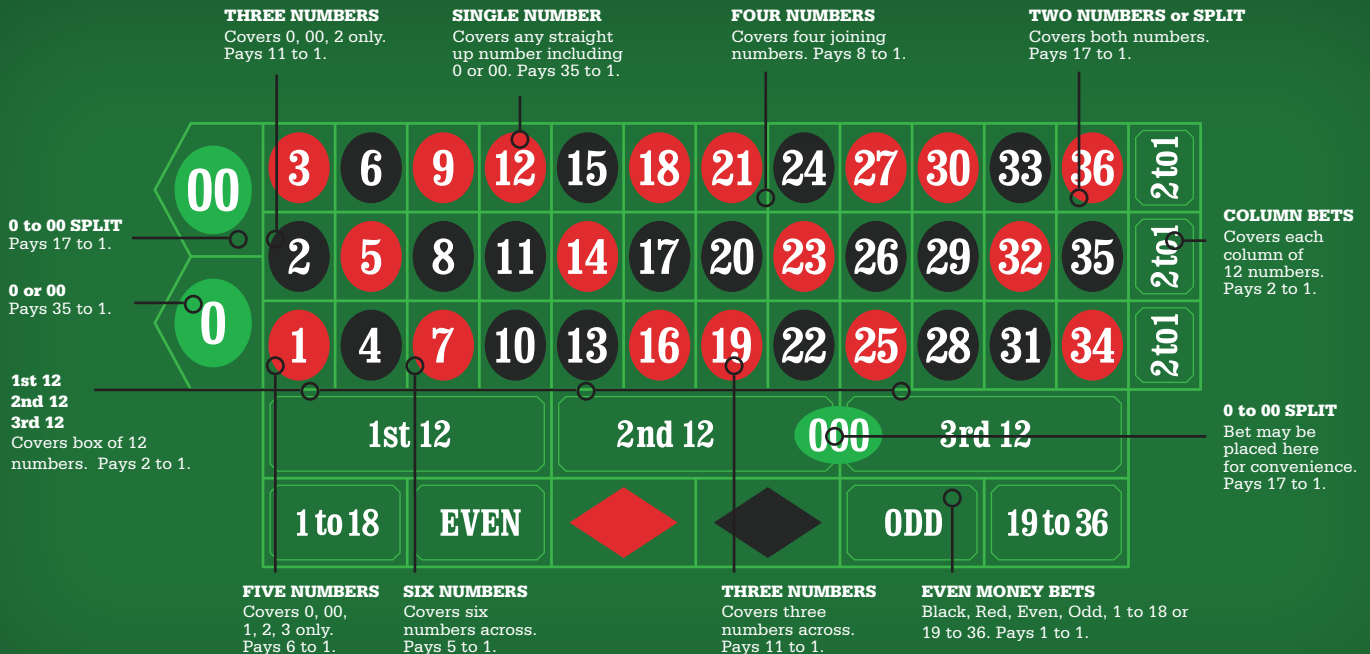 THREE NUMBERS
Covers 0, 00, 2 only.
Pays 11 to 1.
SINGLE NUMBER
Covers any straight
up number including
0 or 00. Pays 35 to 1.
FOUR NUMBERS
Covers four joining
numbers. Pays 8 to 1.
TWO NUMBERS or SPLIT
Covers both numbers.
Pays 17 to 1.
00
3 6 9 12 15 18 21 24 27 30 33 36 2to1
0 to 00 SPLIT
Pays 17 to 1.
2 5 8 11 14 17 20 23 26 29 32 35 2to1
COLUMN BETS
Covers each
column of
12 numbers.
Pays 2 to 1.
0 or 00
Pays 35 to 1.
0
1 4 7 10 13 16 19 22 25 28 31 34 2to1
1st 12
2nd 12
3rd 12
Covers box of 12
numbers. Pays 2 to 1.
1st 12 2nd 12 000 3rd 12
0 to 00 SPLIT
Bet may be
placed here
for convenience.
Pays 17 to 1.
1 to 18 EVEN ODD 19 to 36
FIVE NUMBERS
Covers 0, 00,
1, 2, 3 only.
Pays 6 to 1.
SIX NUMBERS
Covers six
numbers across.
Pays 5 to 1.
THREE NUMBERS
Covers three
numbers across.
Pays 11 to 1.
EVEN MONEY BETS
Black, Red, Even, Odd, 1 to 18 or
19 to 36. Pays 1 to 1.